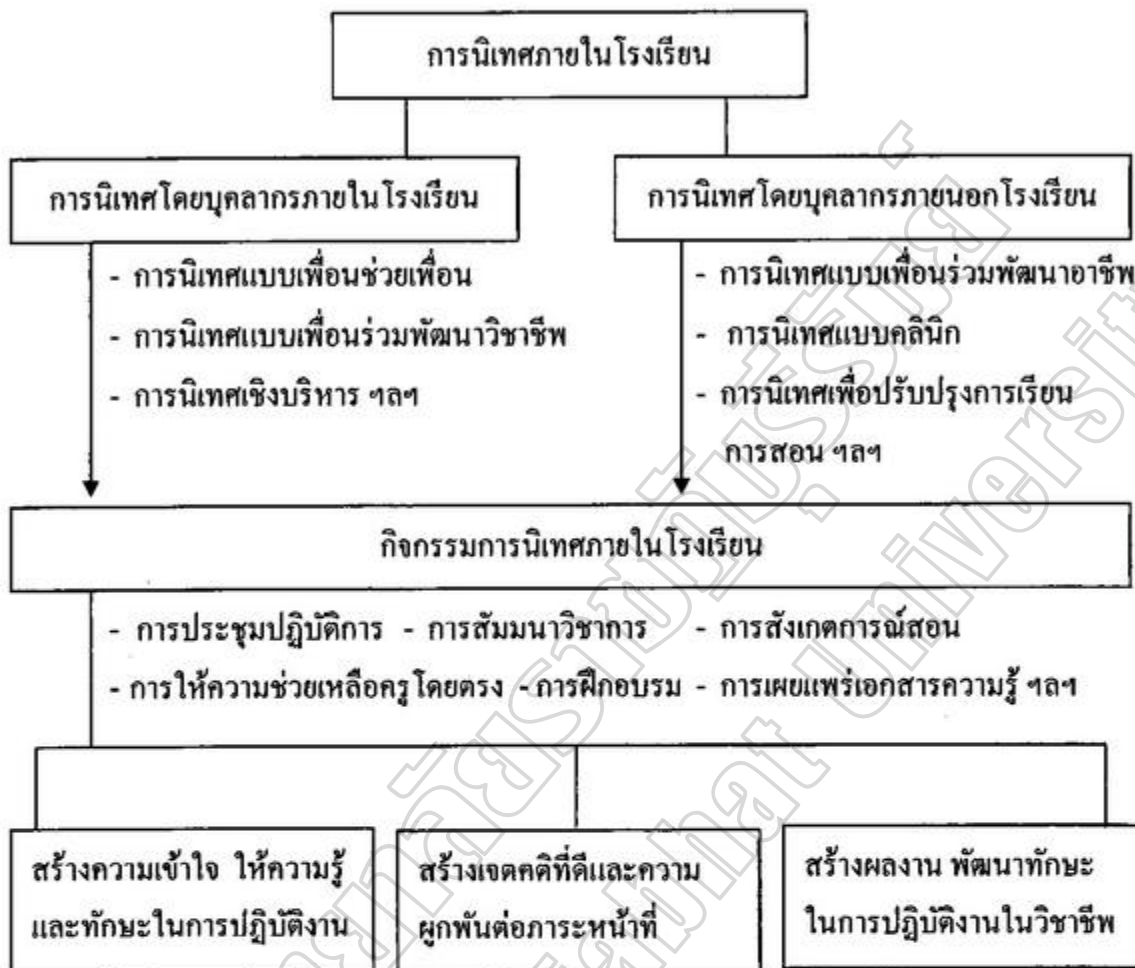 การนิเทศภายในโรงเรียน
การนิเทศโดยบุคลากรภายในโรงเรียน
การนิเทศโดยบุคลากรภายนอกโรงเรียน
- การนิเทศแบบเพื่อนช่วยเพื่อน
- การนิเทศแบบเพื่อนร่วมพัฒนาวิชาชีพ
- การนิเทศเชิงบริหาร ฯลฯ
- การนิเทศแบบเพื่อนร่วมพัฒนาอาชีพ
- การนิเทศแบบคลินิก
- การนิเทศเพื่อปรับปรุงการเรียน
การสอน ฯลฯ
กิจกรรมการนิเทศภายในโรงเรียน
- การประชุมปฏิบัติการ - การสัมมนาวิชาการ - การสังเกตการณ์สอน
- การให้ความช่วยเหลือครูโดยตรง - การฝึกอบรม - การเผยแพร่เอกสารความรู้ ฯลฯ
สร้างความเข้าใจ ให้ความรู้
และทักษะในการปฏิบัติงาน
สร้างเจตคติที่ดีและความ
ผูกพันต่อภาระหน้าที่
สร้างผลงาน พัฒนาทักษะ
ในการปฏิบัติงานในวิชาชีพ